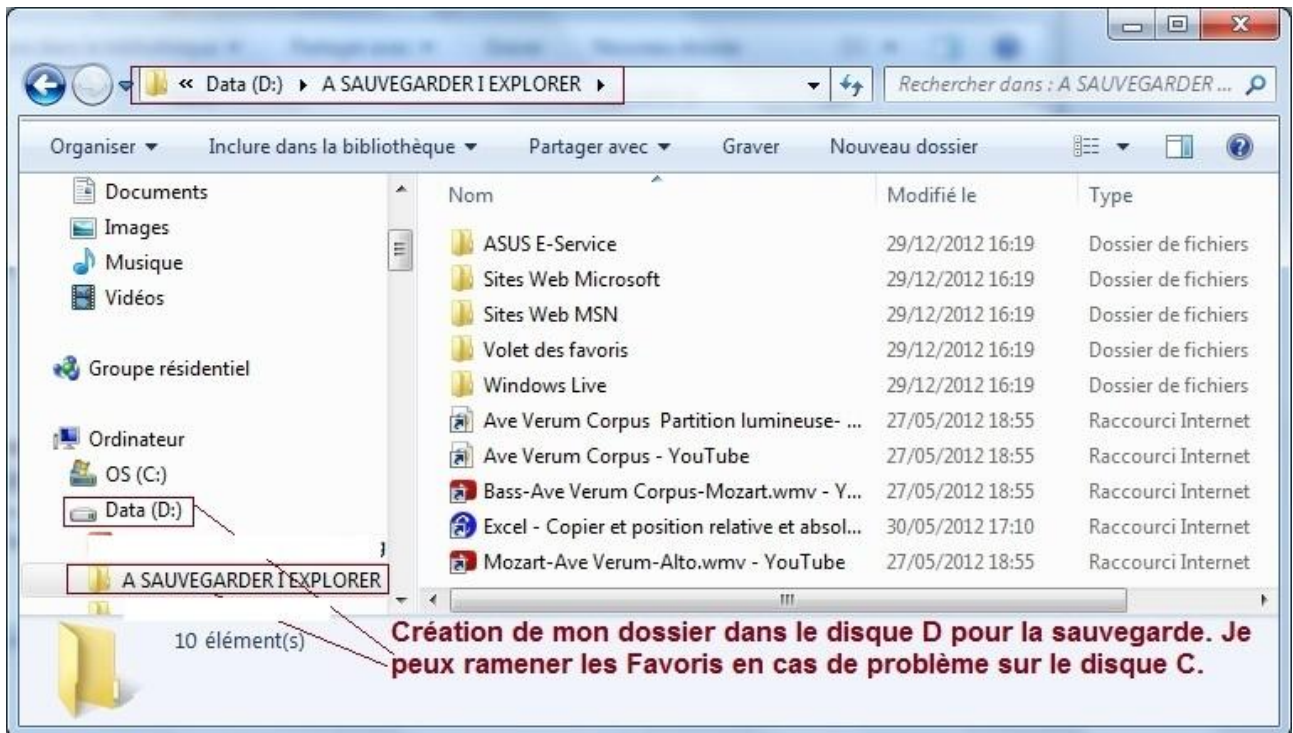 « Data (D:) ▸ A SAUVEGARDER I EXPLORER ▸
Rechercher dans : A SAUVEGARDER ...
Organiser ▾ Inclure dans la bibliothèque ▾ Partager avec ▾ Graver Nouveau dossier
Documents
Images
Musique
Vidéos
Groupe résidentiel
Ordinateur
OS (C:)
Data (D:)
A SAUVEGARDER I EXPLORER
Nom Modifié le Type
ASUS E-Service 29/12/2012 16:19 Dossier de fichiers
Sites Web Microsoft 29/12/2012 16:19 Dossier de fichiers
Sites Web MSN 29/12/2012 16:19 Dossier de fichiers
Volet des favoris 29/12/2012 16:19 Dossier de fichiers
Windows Live 29/12/2012 16:19 Dossier de fichiers
Ave Verum Corpus Partition lumineuse- ... 27/05/2012 18:55 Raccourci Internet
Ave Verum Corpus - YouTube 27/05/2012 18:55 Raccourci Internet
Bass-Ave Verum Corpus-Mozart.wmv - Y... 27/05/2012 18:55 Raccourci Internet
Excel - Copier et position relative et absol... 30/05/2012 17:10 Raccourci Internet
Mozart-Ave Verum-Alto.wmv - YouTube 27/05/2012 18:55 Raccourci Internet
10 élément(s)
Création de mon dossier dans le disque D pour la sauvegarde. Je
peux ramener les Favoris en cas de problème sur le disque C.